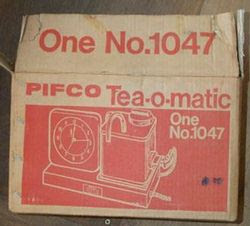 One No.1047
PIFCO Tea-o-matic
One
No.1047